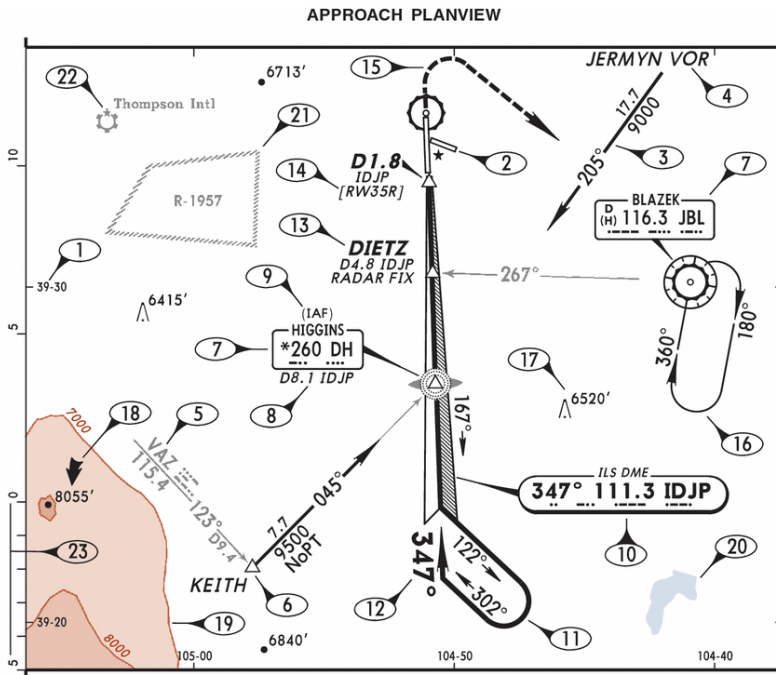 APPROACH PLANVIEW
22
6713'
15
JERMYN VOR
Thompson Intl
21
17.7
9000
4
2
3
10
14
D1.8
IDJP
[RW35R]
205°
7
R-1957
BLAZEK
D
(H) 116.3 JBL
13
DIETZ
D4.8 IDJP
RADAR FIX
1
9
267°
39-30
6415'
(IAF)
HIGGINS
*260 DH
D8.1 IDJP
180°
360°
5
7
17
8
6520'
16
167°
7000
18
5
VAZ
115.4
123°
D9.4
8055'
0
ILS DME
347° 111.3 IDJP
10
045°
7.7
9500
NoPT
23
KEITH
6
347°
122°
302°
20
12
11
39-20
19
8000
6840'
5
105-00
104-50
104-40